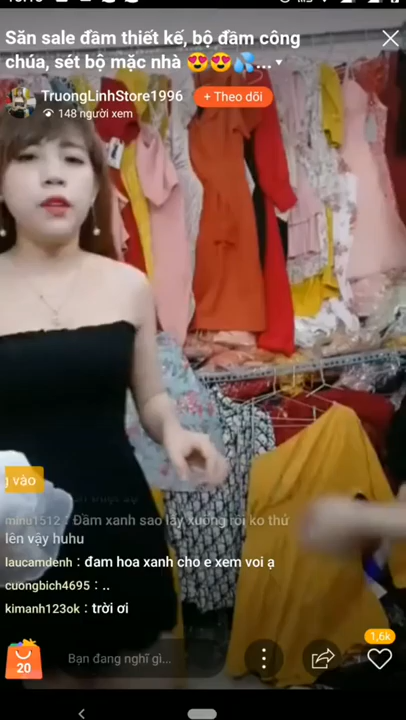 Săn sale đầm thiết kế, bộ đầm công
chúa, sét bộ mặc nhà 😍😍💦...
TruongLinhStore1996
+ Theo dõi
148 người xem
g vào
minu1512 : Đầm xanh sao lấy xuống rồi ko thử
lên vậy huhu
laucamdenh : đam hoa xanh cho e xem voi ạ
cuongbich4695 : ..
kimanh123ok : trời ơi
20
Bạn đang nghĩ gì...
1,6k